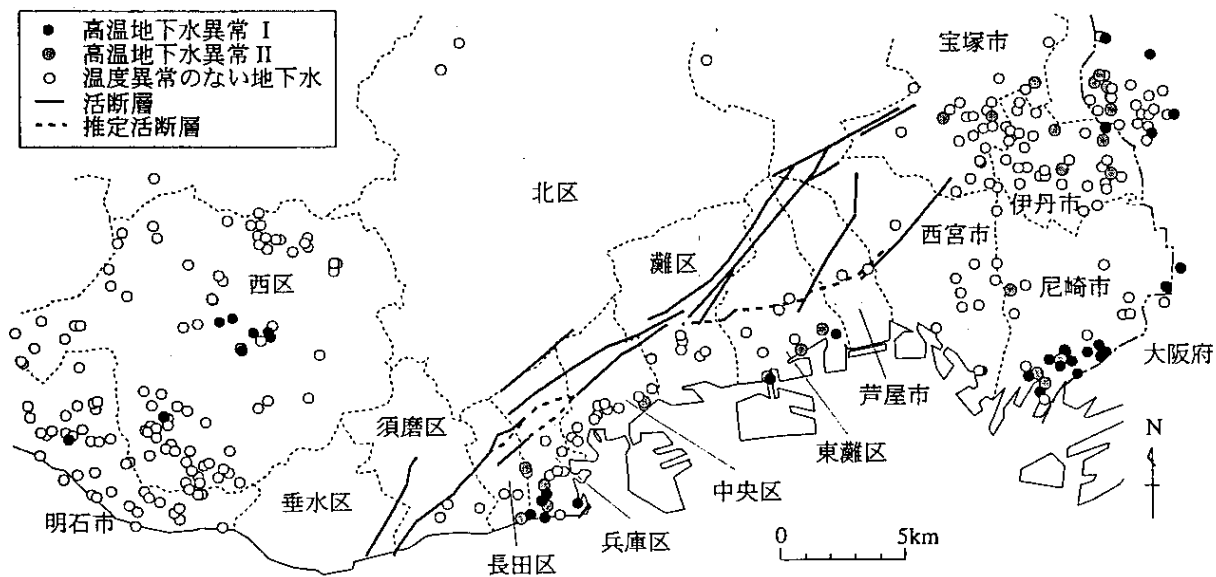 高温地下水異常 I
高温地下水異常 II
温度異常のない地下水
活断層
推定活断層
宝塚市
北区
伊丹市
西宮市
灘区
西区
尼崎市
大阪府
芦屋市
須磨区
東灘区
N
中央区
垂水区
明石市
兵庫区
0 5km
長田区